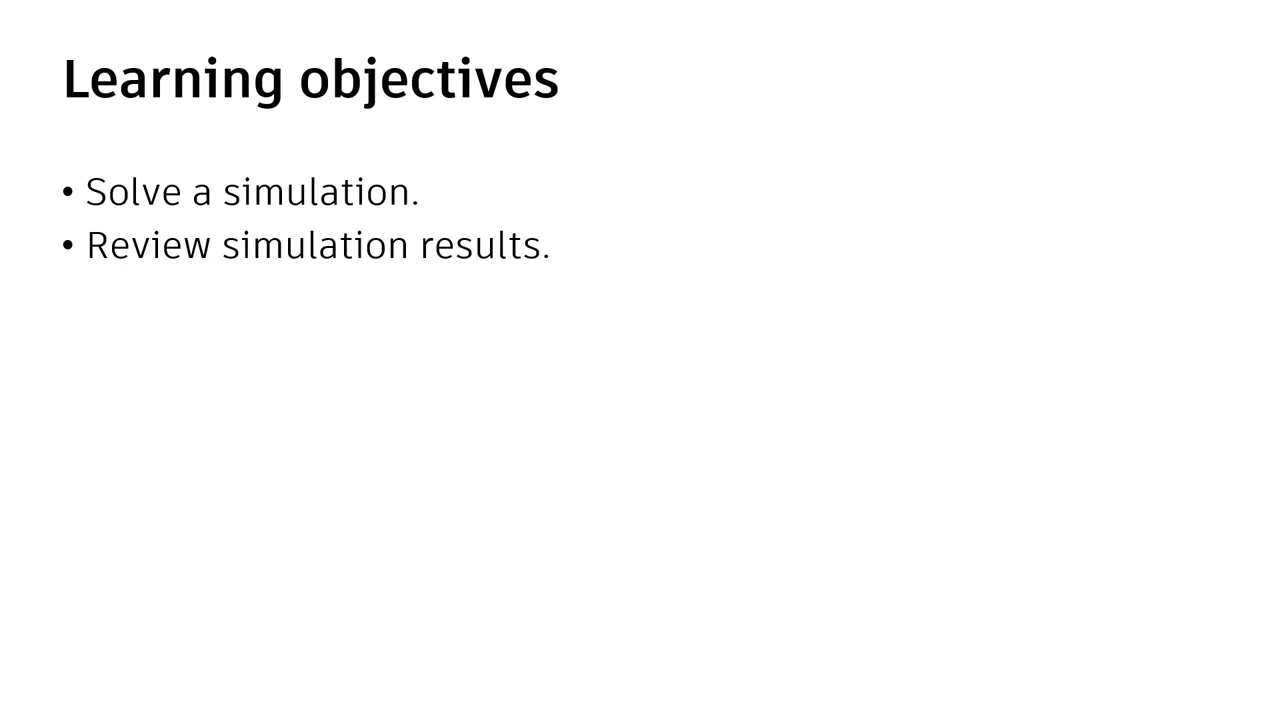 Learning objectives
• Solve a simulation.
• Review simulation results.